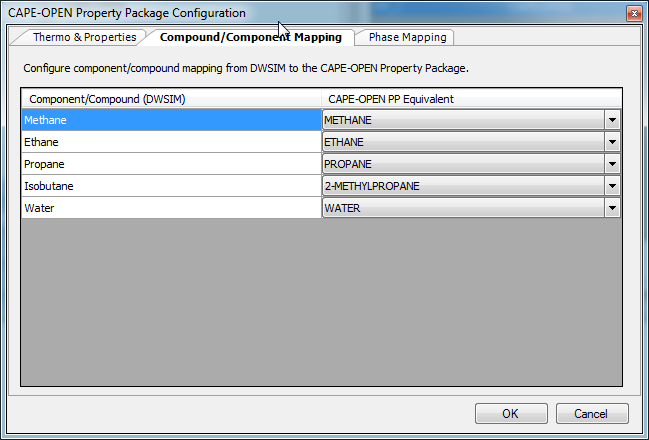 CAPE-OPEN Property Package Configuration
Thermo & Properties Compound/Component Mapping Phase Mapping
Configure component/compound mapping from DWSIM to the CAPE-OPEN Property Package.
Component/Compound (DWSIM) CAPE-OPEN PP Equivalent
Methane METHANE
Ethane ETHANE
Propane PROPANE
Isobutane 2-METHYLPROPANE
Water WATER
OK Cancel